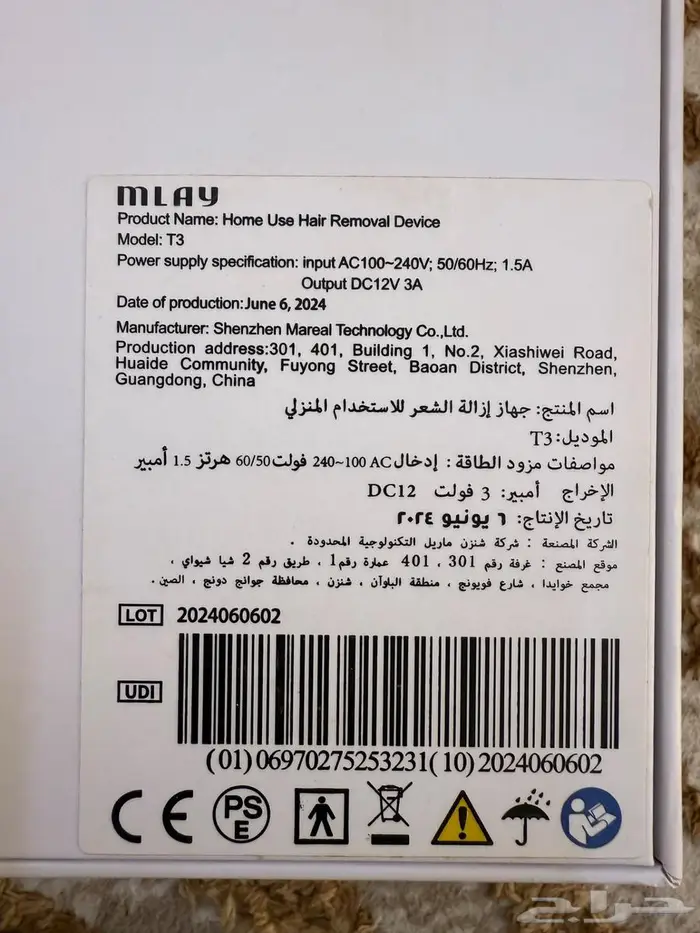 MLAY
Product Name: Home Use Hair Removal Device
Model: T3
Power supply specification: input AC100~240V; 50/60Hz; 1.5A
Output DC12V 3A
Date of production:June 6, 2024
Manufacturer: Shenzhen Mareal Technology Co.,Ltd.
Production address:301, 401, Building 1, No.2, Xiashiwei Road,
Huaide Community, Fuyong Street, Baoan District, Shenzhen,
Guangdong, China
اسم المنتج: جهاز إزالة الشعر للاستخدام المنزلي
الموديل: T3
مواصفات مزود الطاقة : إدخال AC 100~240 فولت 60/50 هرتز 1.5 أمبير
الإخراج أمبير: 3 فولت DC12
تاريخ الإنتاج: ٦ يونيو ٢٠٢٤
الشركة المصنعة : شركة شنزن ماريل التكنولوجية المحدودة .
موقع المصنع : غرفة رقم 301 ، 401 عمارة رقم 1 ، طريق رقم 2 شيا شيواي ،
مجمع خوايدا ، شارع فويونج ، منطقة الباوآن ، شنزن ، محافظة جوانج دونج ، الصين.
LOT 2024060602
UDI
(01)06970275253231(10)2024060602
CE PSE
حراج